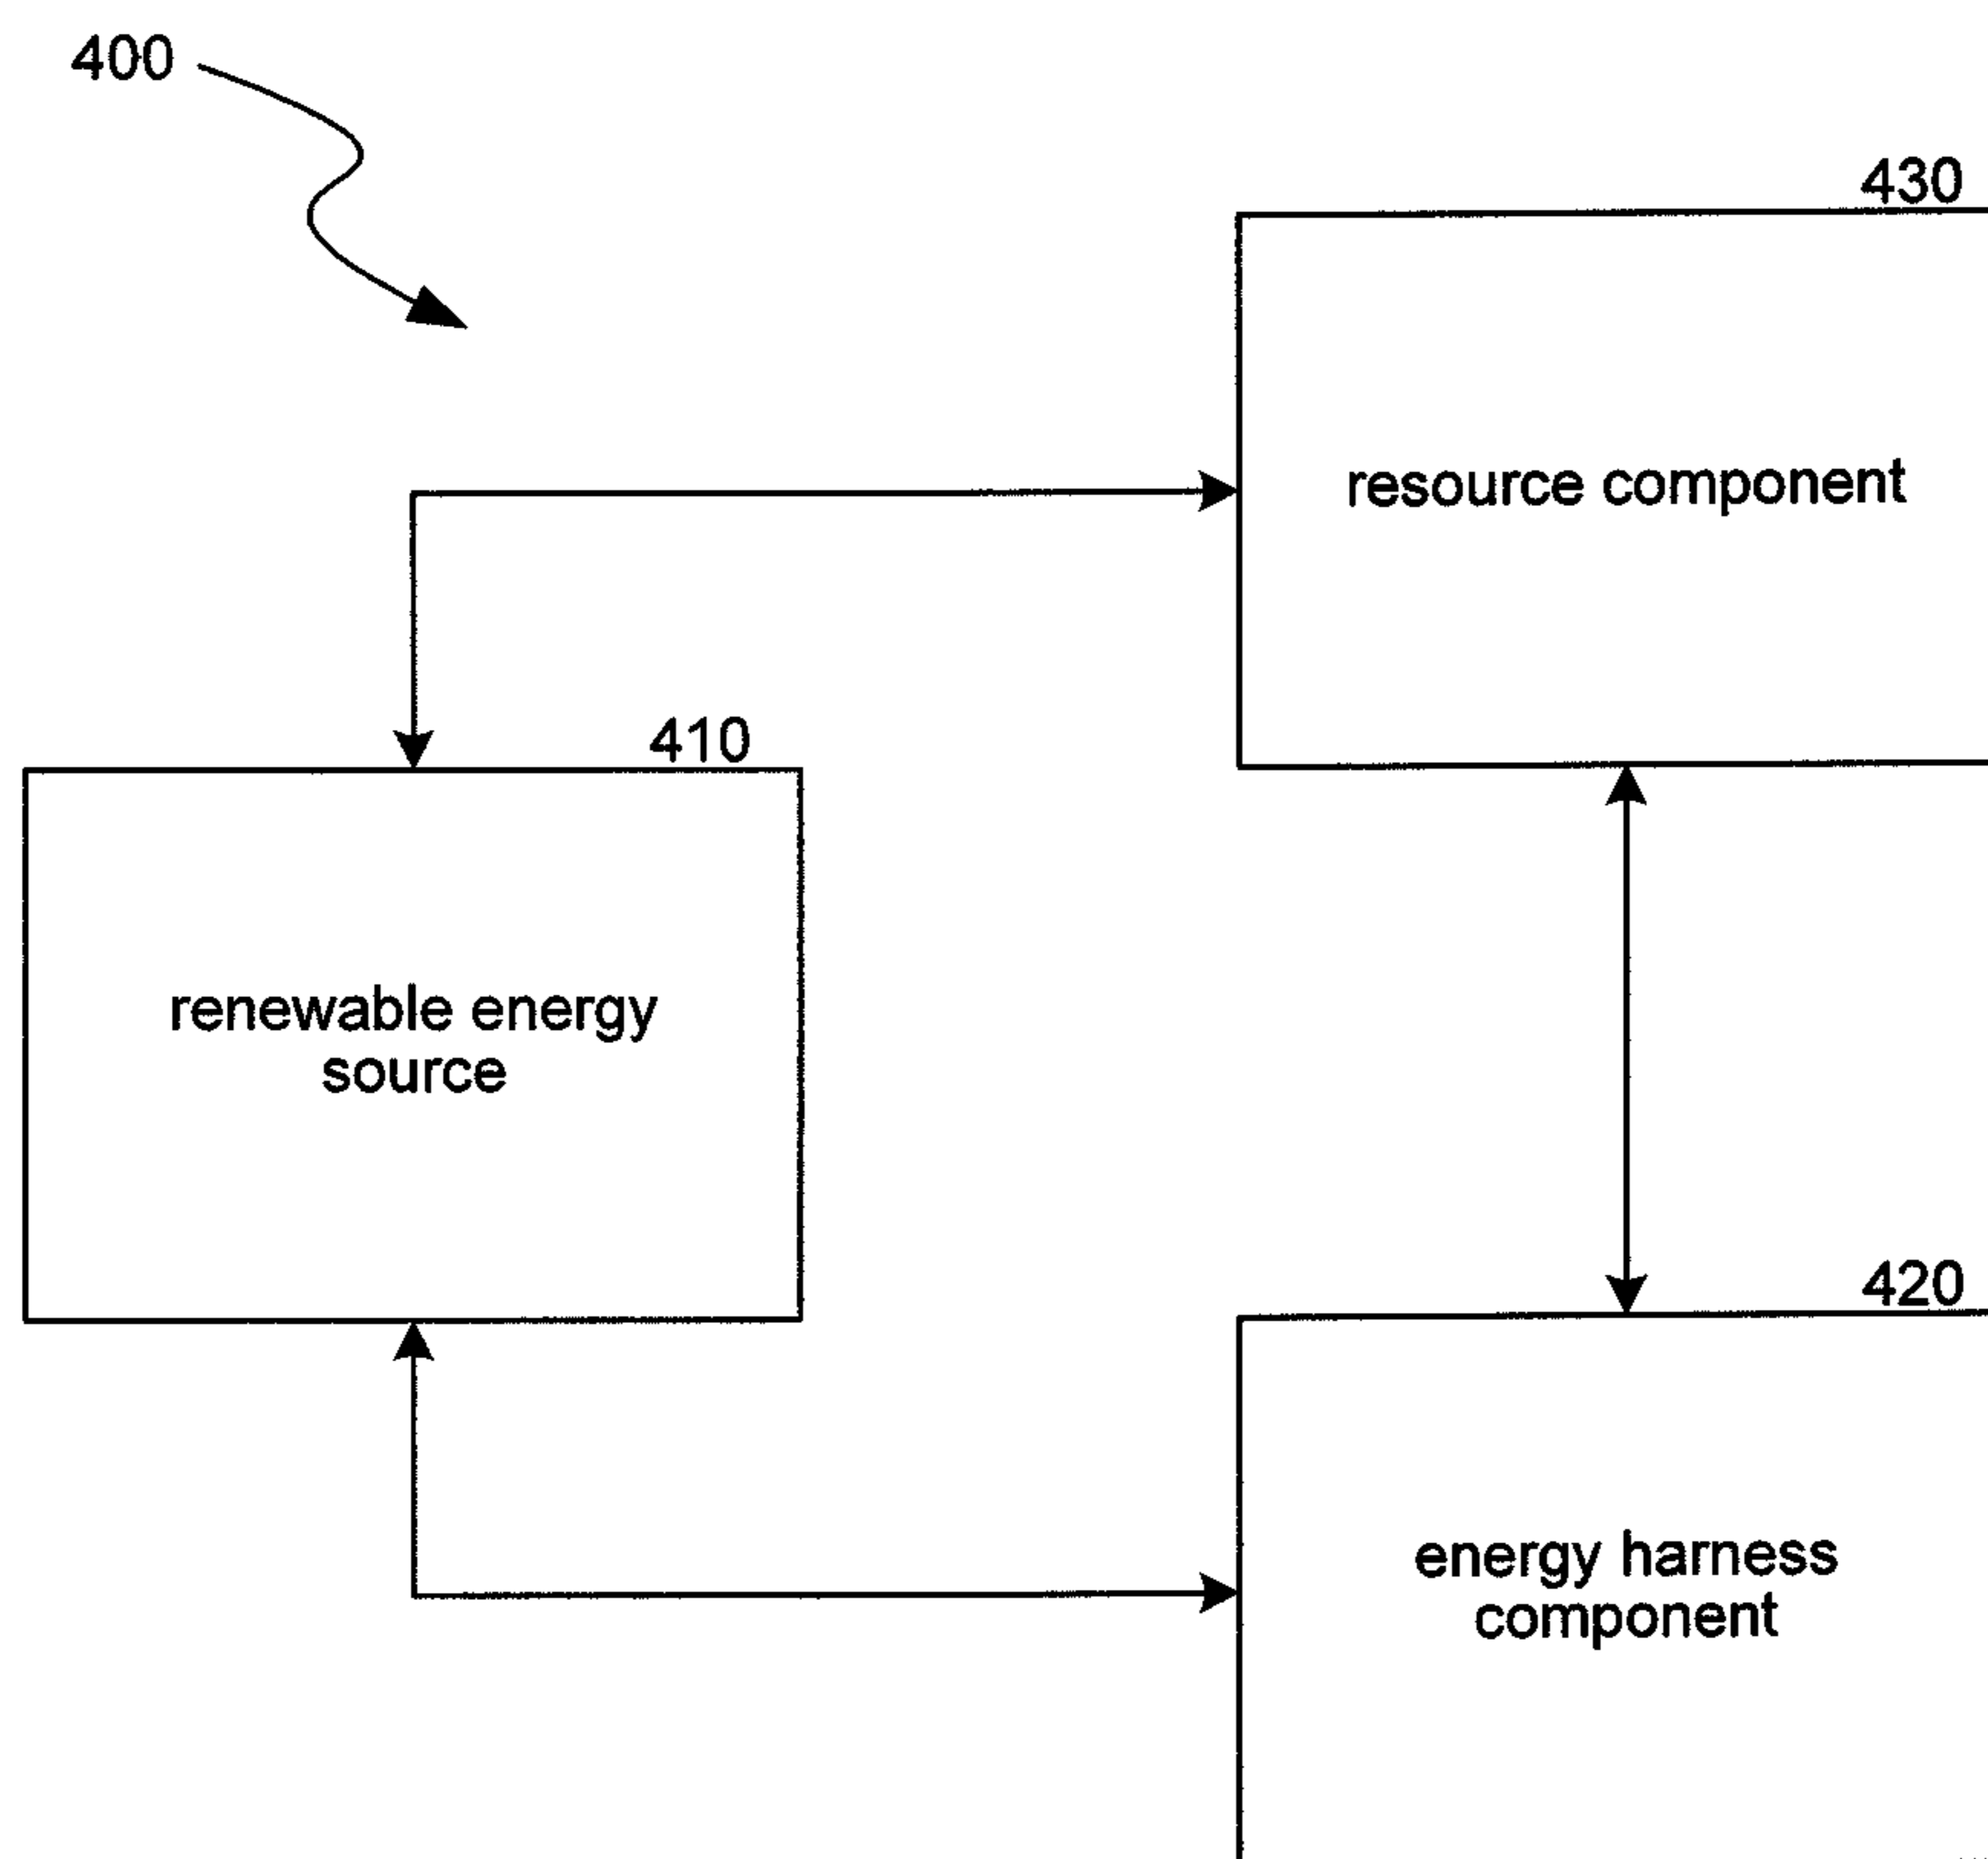 400
430
resource component
410
renewable energy
source
420
energy harness
component